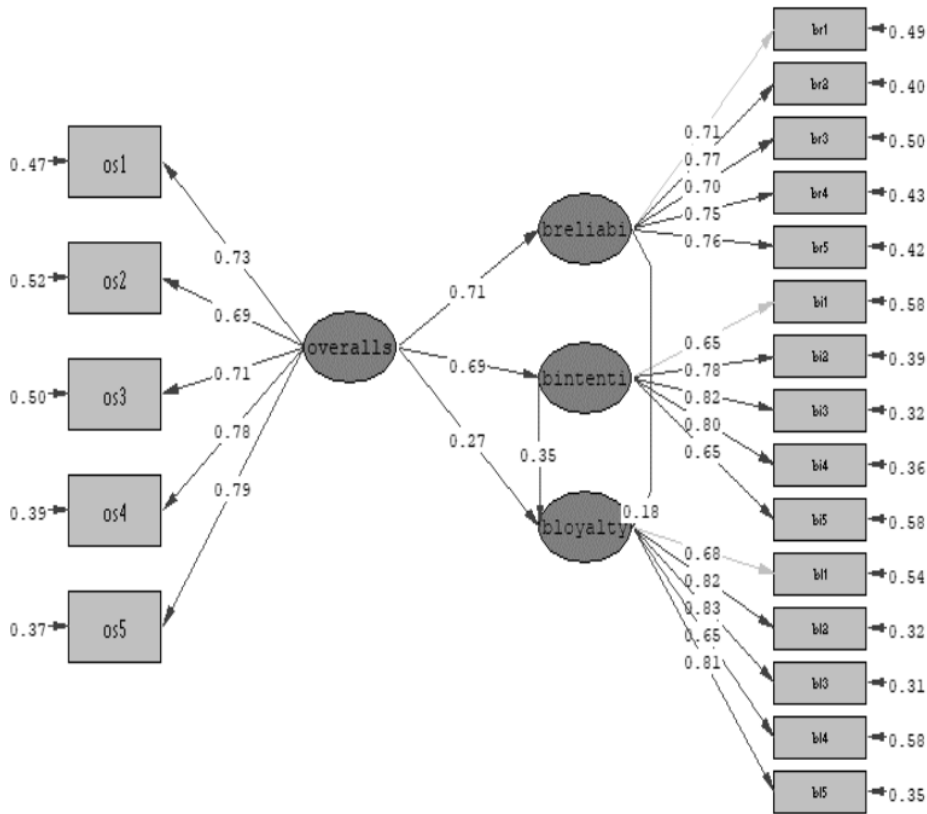 0.47
os1
0.52
os2
0.50
os3
0.39
os4
0.37
os5
0.73
0.69
0.71
0.78
0.79
overalls
0.71
0.69
0.27
breliabi
bintenti
0.35
bloyalty
0.18
0.71
0.77
0.70
0.75
0.76
0.65
0.78
0.82
0.80
0.65
0.68
0.82
0.83
0.65
0.81
br1
0.49
br2
0.40
br3
0.50
br4
0.43
br5
0.42
bi1
0.58
bi2
0.39
bi3
0.32
bi4
0.36
bi5
0.58
bl1
0.54
bl2
0.32
bl3
0.31
bl4
0.58
bl5
0.35